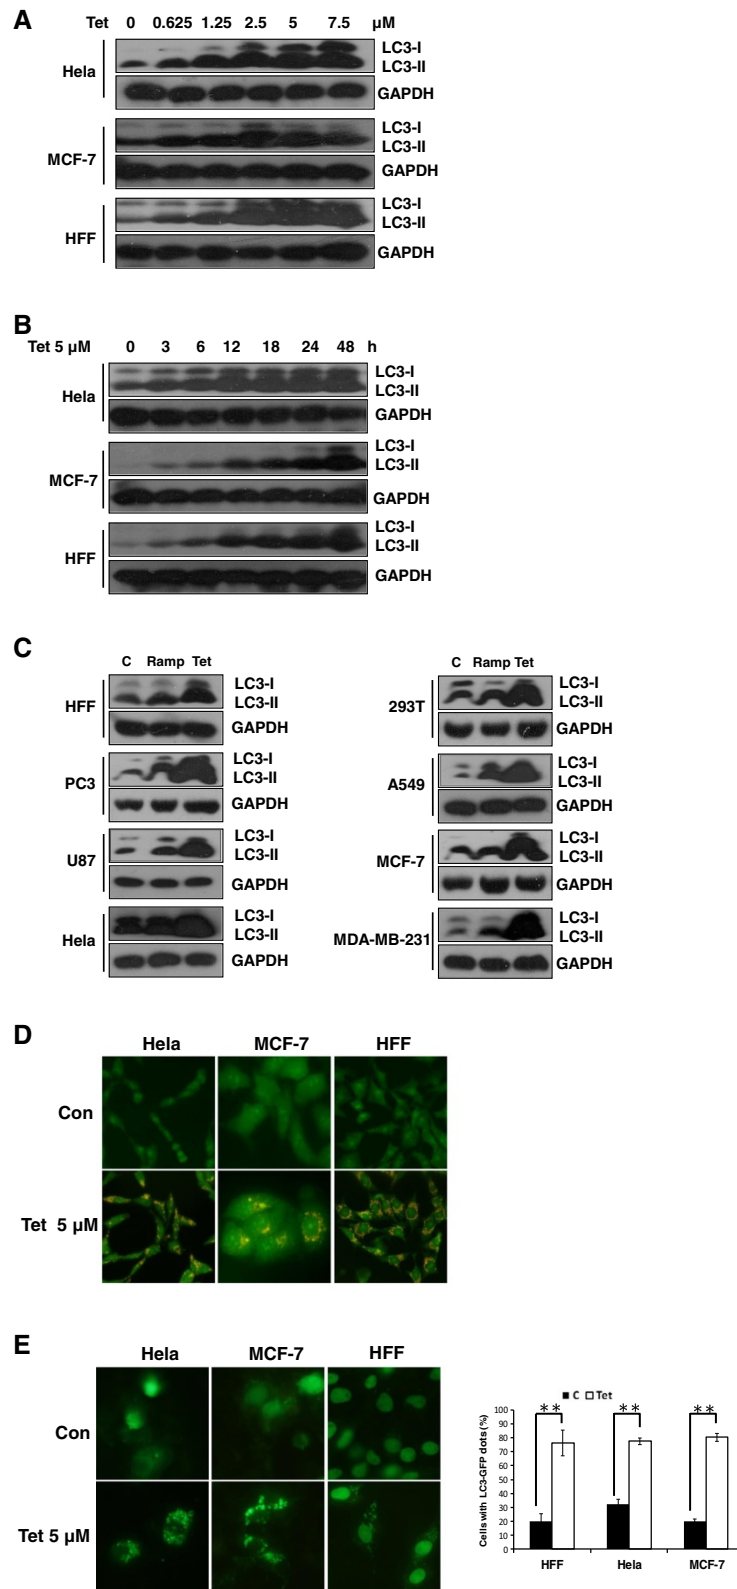 A
Tet 0 0.625 1.25 2.5 5 7.5 μM
Hela
LC3-I
LC3-II
GAPDH
MCF-7
LC3-I
LC3-II
GAPDH
HFF
LC3-I
LC3-II
GAPDH
B
Tet 5 μM 0 3 6 12 18 24 48 h
Hela
LC3-I
LC3-II
GAPDH
MCF-7
LC3-I
LC3-II
GAPDH
HFF
LC3-I
LC3-II
GAPDH
C
C Ramp Tet
HFF
LC3-I
LC3-II
GAPDH
PC3
LC3-I
LC3-II
GAPDH
U87
LC3-I
LC3-II
GAPDH
Hela
LC3-I
LC3-II
GAPDH
C Ramp Tet
293T
LC3-I
LC3-II
GAPDH
A549
LC3-I
LC3-II
GAPDH
MCF-7
LC3-I
LC3-II
GAPDH
MDA-MB-231
LC3-I
LC3-II
GAPDH
D
Hela MCF-7 HFF
Con
Tet 5 μM
E
Hela MCF-7 HFF
Con
Tet 5 μM
C Tet
Cells with LC3-GFP dots (%)
100
90
80
70
60
50
40
30
20
10
0
** ** **
HFF Hela MCF-7